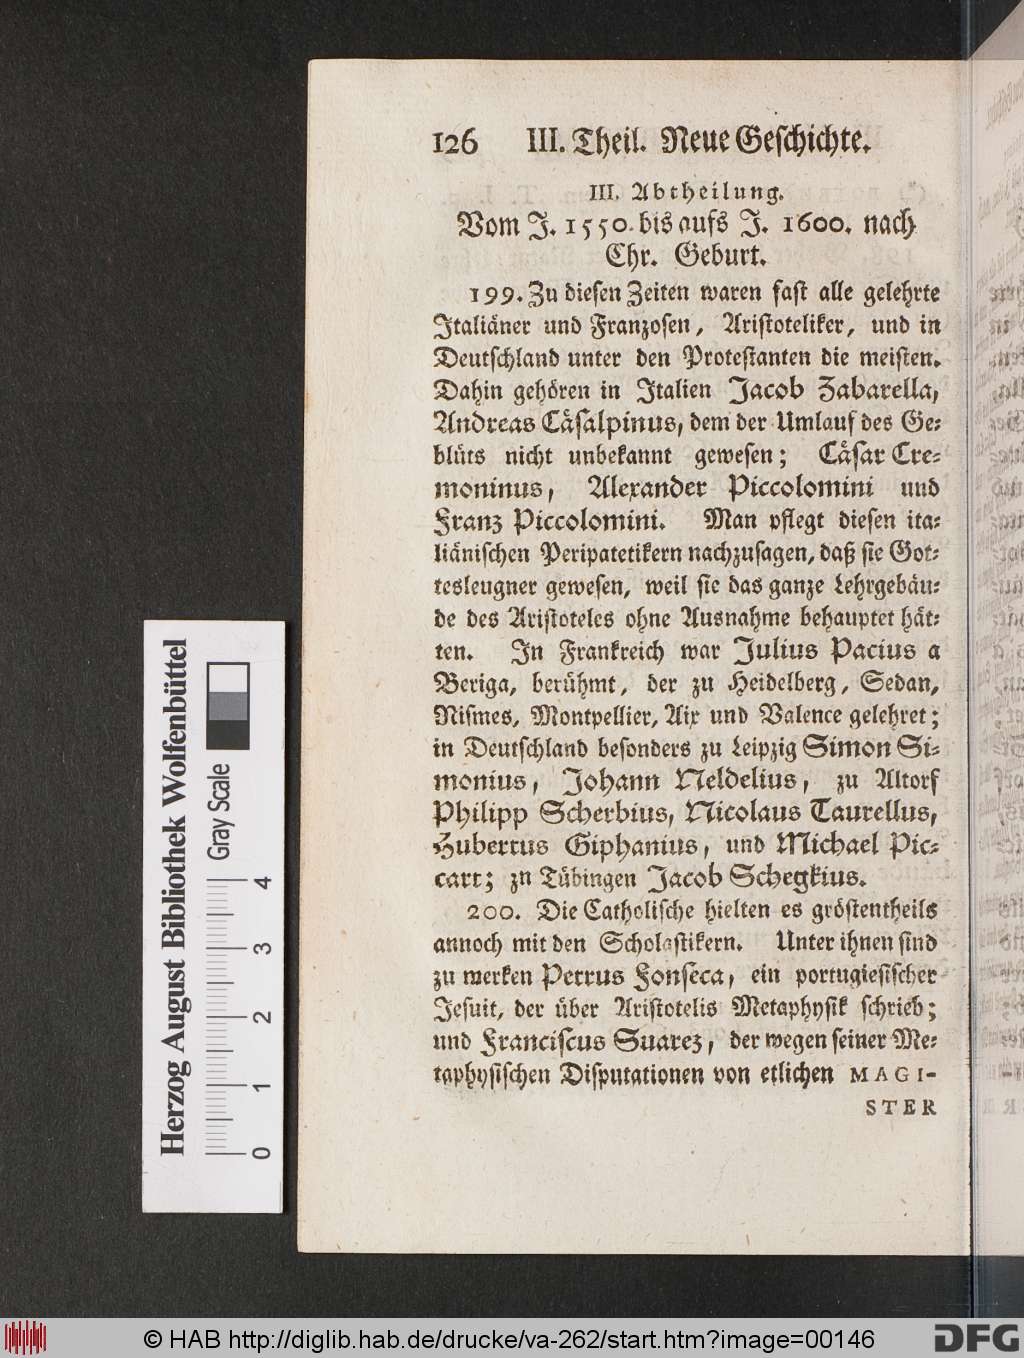 126 III. Theil. Neue Geschichte.
III. Abtheilung.
Vom J. 1550. bis aufs J. 1600. nach
Chr. Geburt.
199. Zu diesen Zeiten waren fast alle gelehrte
Italiäner und Franzosen, Aristoteliker, und in
Deutschland unter den Protestanten die meisten.
Dahin gehören in Italien Jacob Zabarella,
Andreas Cäsalpinus, dem der Umlauf des Ge⸗
blüts nicht unbekannt gewesen; Cäsar Cre⸗
moninus, Alexander Piccolomini und
Franz Piccolomini. Man pflegt diesen ita⸗
liänischen Peripatetikern nachzusagen, daß sie Got⸗
tesleugner gewesen, weil sie das ganze Lehrgebäu⸗
de des Aristoteles ohne Ausnahme behauptet hät⸗
ten. In Frankreich war Julius Pacius a
Beriga, berühmt, der zu Heidelberg, Sedan,
Nismes, Montpellier, Aix und Valence gelehret;
in Deutschland besonders zu Leipzig Simon Si⸗
monius, Johann Neldelius, zu Altorf
Philipp Scherbius, Nicolaus Taurellus,
Hubertus Giphanius, und Michael Pic⸗
cart; zu Tübingen Jacob Schegkius.
200. Die Catholische hielten es gröstentheils
annoch mit den Scholastikern. Unter ihnen sind
zu merken Petrus Fonseca, ein portugiesischer
Jesuit, der über Aristotelis Metaphysik schrieb;
und Franciscus Suarez, der wegen seiner Me⸗
taphysischen Disputationen von etlichen MAGI-
STER
Herzog August Bibliothek Wolfenbüttel
Gray Scale
0 1 2 3 4
© HAB http://diglib.hab.de/drucke/va-262/start.htm?image=00146
DFG